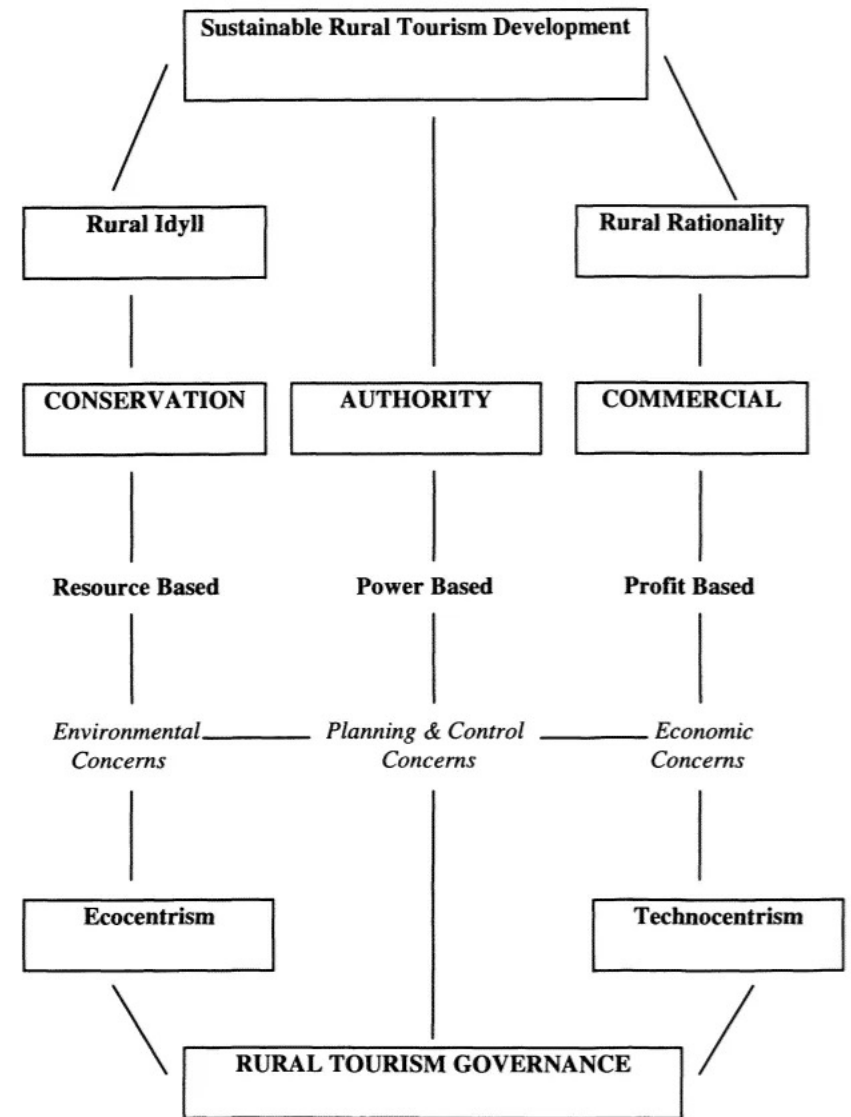 Sustainable Rural Tourism Development
Rural Idyll
Rural Rationality
CONSERVATION
AUTHORITY
COMMERCIAL
Resource Based
Power Based
Profit Based
Environmental
Concerns
Planning & Control
Concerns
Economic
Concerns
Ecocentrism
Technocentrism
RURAL TOURISM GOVERNANCE